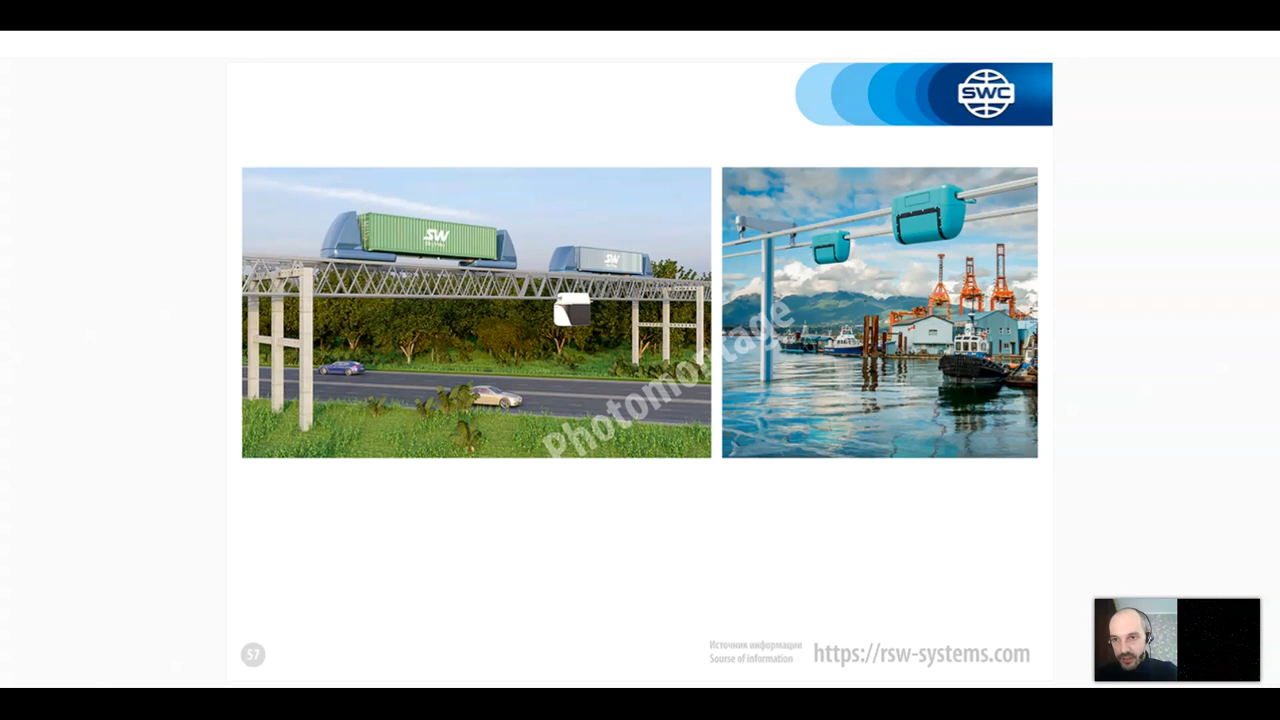 SWC
SW
SW
Photomontage
57
Источник информации
Sourse of information
https://rsw-systems.com